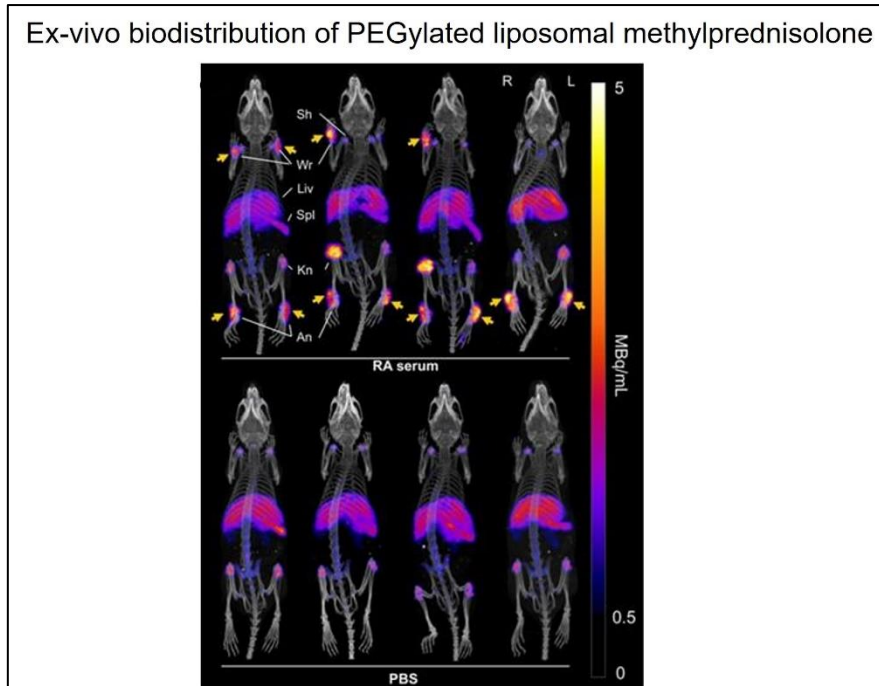 Ex-vivo biodistribution of PEGylated liposomal methylprednisolone
R L
5
Sh
Wr
Liv
Spl
Kn
An
RA serum
MBq/mL
0.5
0
PBS